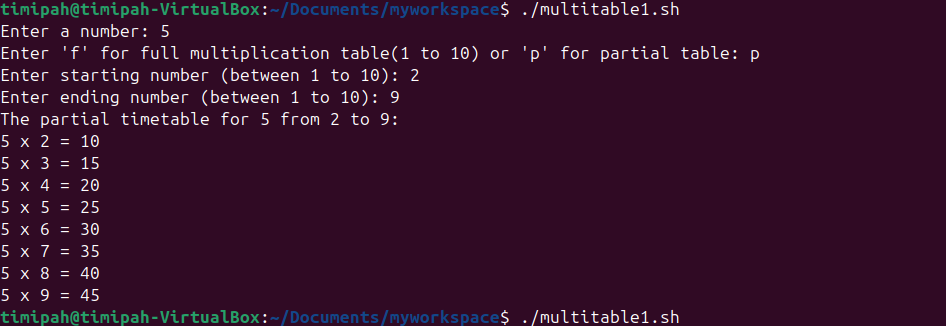 timipah@timipah-VirtualBox:~/Documents/myworkspace$ ./multitable1.sh
Enter a number: 5
Enter 'f' for full multiplication table(1 to 10) or 'p' for partial table: p
Enter starting number (between 1 to 10): 2
Enter ending number (between 1 to 10): 9
The partial timetable for 5 from 2 to 9:
5 x 2 = 10
5 x 3 = 15
5 x 4 = 20
5 x 5 = 25
5 x 6 = 30
5 x 7 = 35
5 x 8 = 40
5 x 9 = 45
timipah@timipah-VirtualBox:~/Documents/myworkspace$ ./multitable1.sh